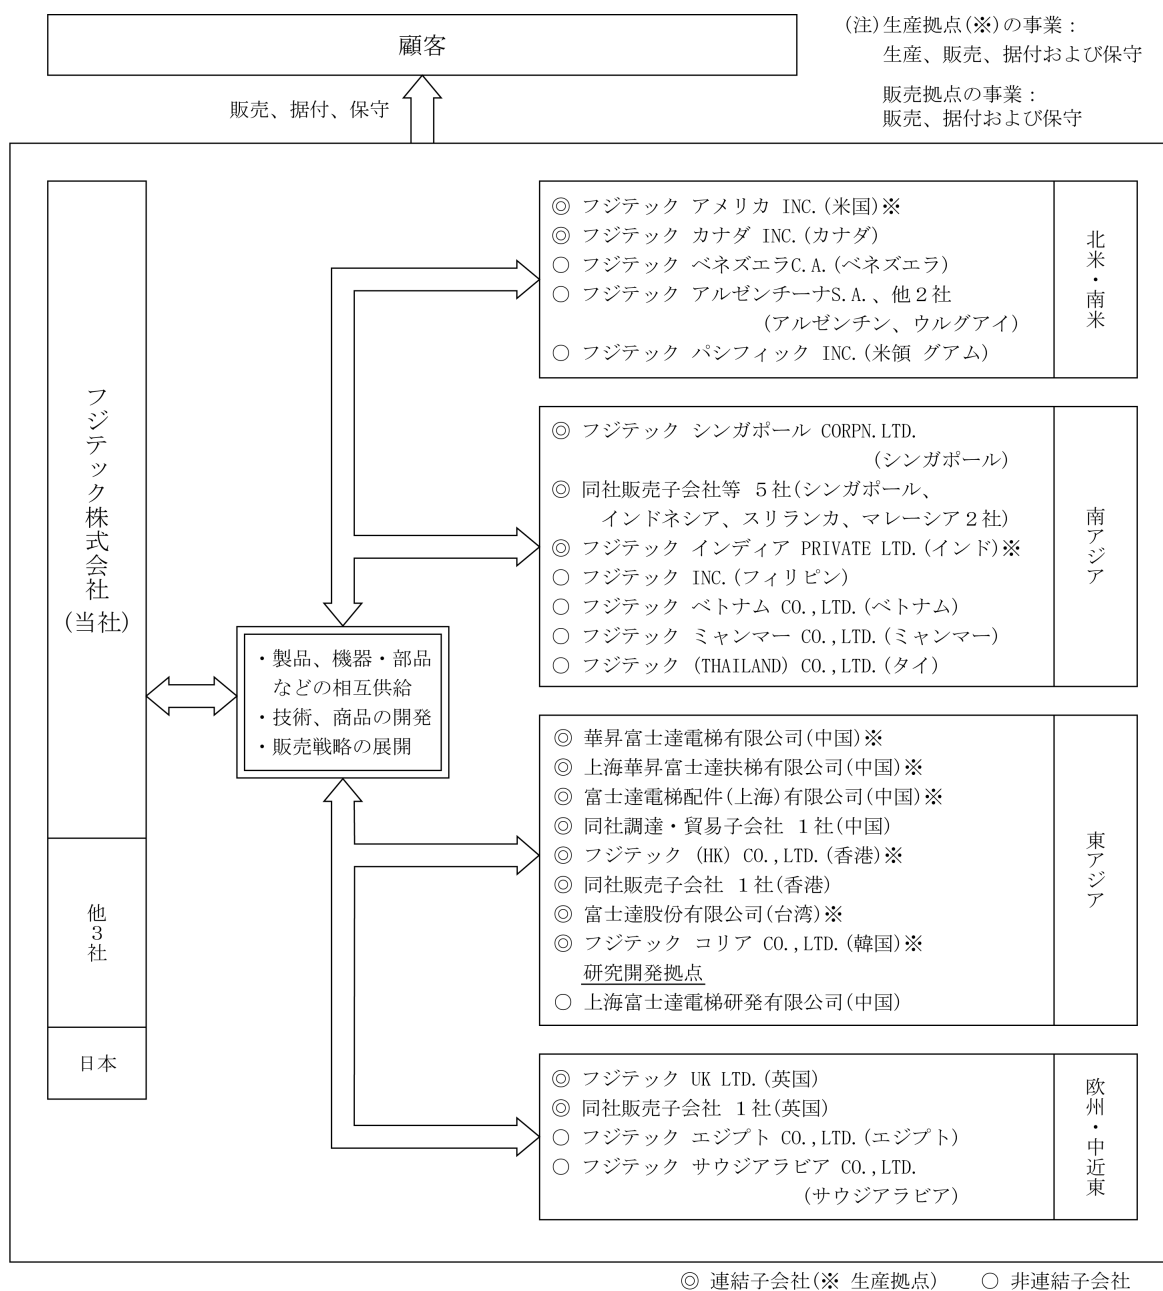 顧客
(注)生産拠点(※)の事業：
生産、販売、据付および保守
販売拠点の事業：
販売、据付および保守
販売、据付、保守
フジテック株式会社
(当社)
他3社
日本
・製品、機器・部品
などの相互供給
・技術、商品の開発
・販売戦略の展開
◎ フジテック アメリカ INC.(米国)※
◎ フジテック カナダ INC.(カナダ)
○ フジテック ベネズエラC.A.(ベネズエラ)
○ フジテック アルゼンチーナS.A.、他２社
(アルゼンチン、ウルグアイ)
○ フジテック パシフィック INC.(米領 グアム)
北米・南米
◎ フジテック シンガポール CORPN.LTD.
(シンガポール)
◎ 同社販売子会社等 ５社(シンガポール、
インドネシア、スリランカ、マレーシア２社)
◎ フジテック インディア PRIVATE LTD.(インド)※
○ フジテック INC.(フィリピン)
○ フジテック ベトナム CO.,LTD.(ベトナム)
○ フジテック ミャンマー CO.,LTD.(ミャンマー)
○ フジテック (THAILAND) CO.,LTD.(タイ)
南アジア
◎ 華昇富士達電梯有限公司(中国)※
◎ 上海華昇富士達扶梯有限公司(中国)※
◎ 富士達電梯配件(上海)有限公司(中国)※
◎ 同社調達・貿易子会社 １社(中国)
◎ フジテック (HK) CO.,LTD.(香港)※
◎ 同社販売子会社 １社(香港)
◎ 富士達股份有限公司(台湾)※
◎ フジテック コリア CO.,LTD.(韓国)※
研究開発拠点
○ 上海富士達電梯研発有限公司(中国)
東アジア
◎ フジテック UK LTD.(英国)
◎ 同社販売子会社 １社(英国)
○ フジテック エジプト CO.,LTD.(エジプト)
○ フジテック サウジアラビア CO.,LTD.
(サウジアラビア)
欧州・中近東
◎ 連結子会社(※ 生産拠点) ○ 非連結子会社